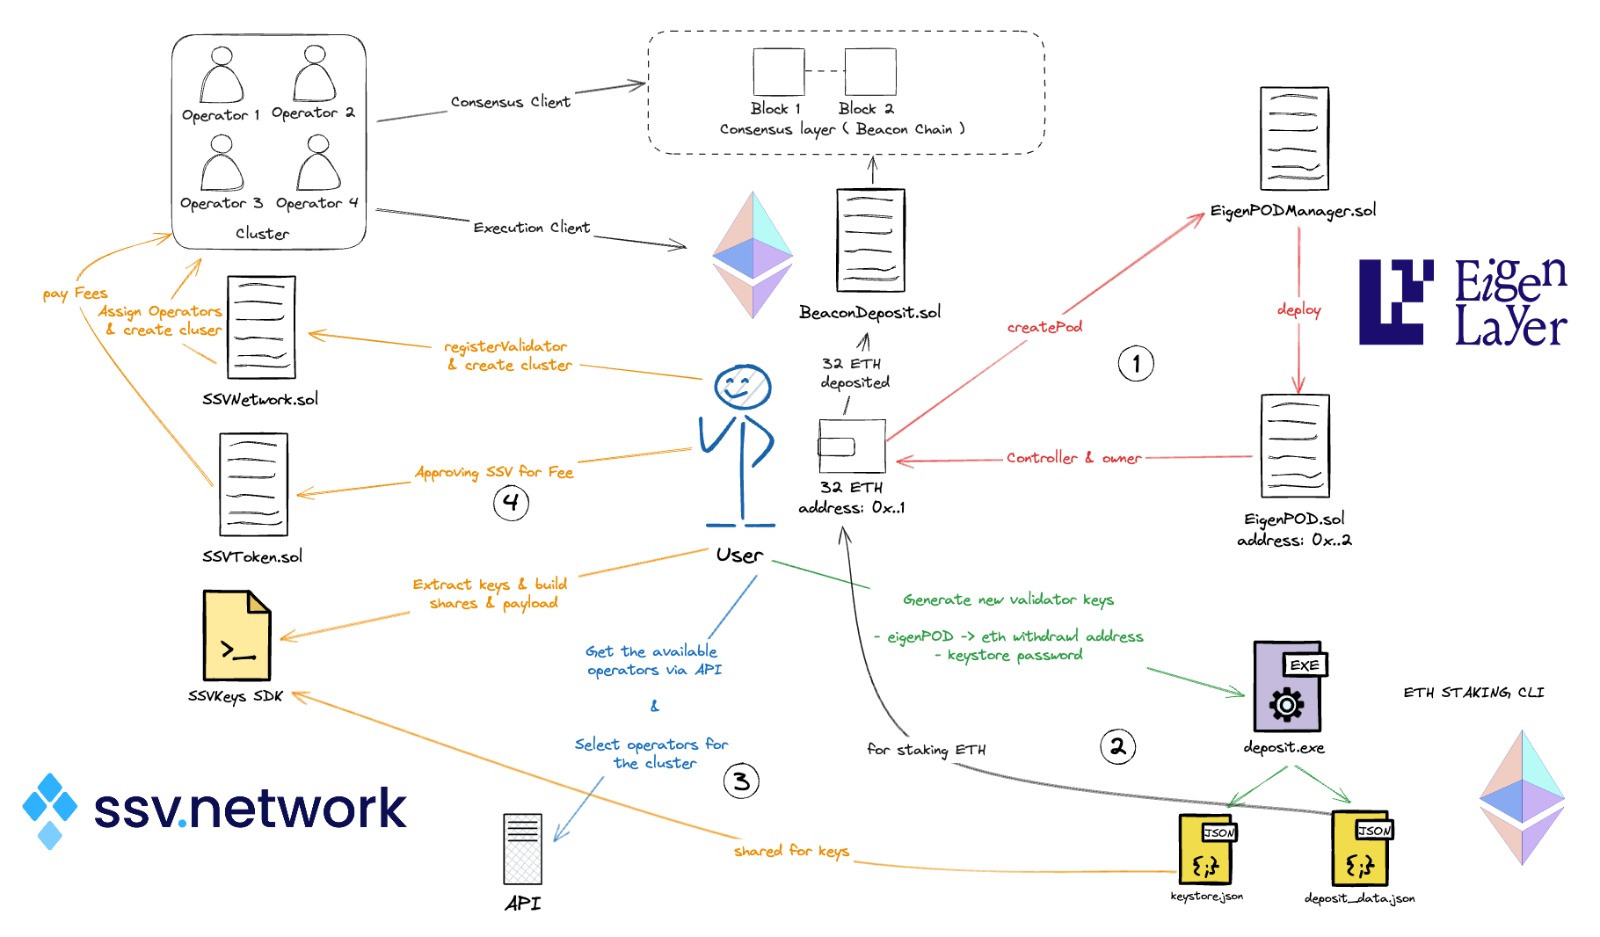 Operator 1
Operator 2
Operator 3
Operator 4
Cluster
Consensus Client
Execution Client
Block 1
Block 2
Consensus layer ( Beacon Chain )
BeaconDeposit.sol
32 ETH
deposited
32 ETH
address: 0x..1
EigenPODManager.sol
createPod
deploy
1
Eigen
Layer
Controller & owner
EigenPOD.sol
address: 0x..2
pay Fees
Assign Operators
& create cluser
SSVNetwork.sol
registerValidator
& create cluster
SSVToken.sol
Approving SSV for Fee
4
User
Extract keys & build
shares & payload
SSVKeys SDK
Get the available
operators via API
&
Select operators for
the cluster
3
API
Generate new validator keys
- eigenPOD -> eth withdrawl address
- keystore password
EXE
deposit.exe
ETH STAKING CLI
for staking ETH
2
shared for keys
JSON
{;}
keystore.json
JSON
{;}
deposit_data.json
ssv.network